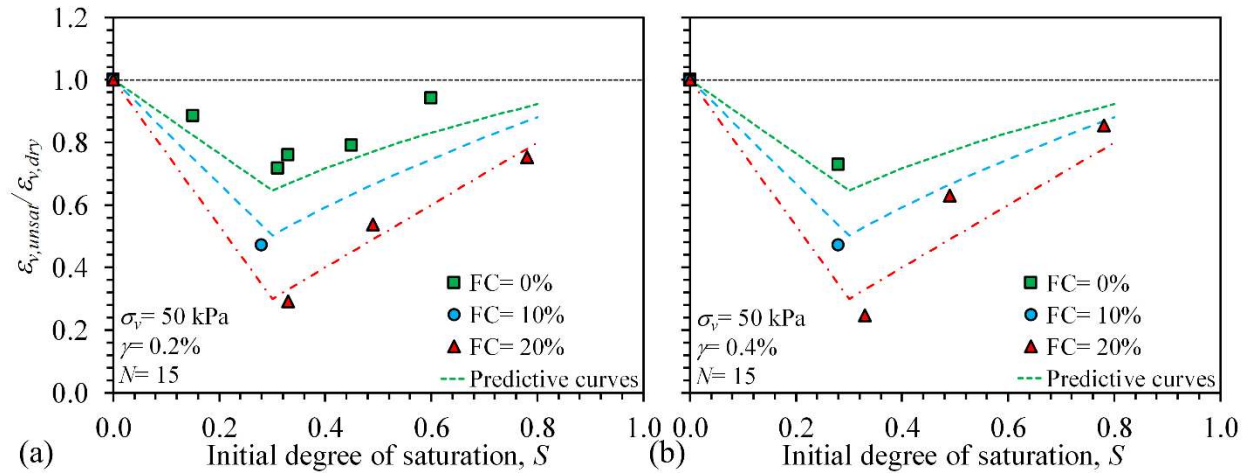 1.2
1.0
0.8
0.6
0.4
0.2
0.0
εv,unsat/ εv,dry
FC= 0%
FC= 10%
FC= 20%
Predictive curves
σv= 50 kPa
γ= 0.2%
N= 15
0.0 0.2 0.4 0.6 0.8 1.0
(a) Initial degree of saturation, S
FC= 0%
FC= 10%
FC= 20%
Predictive curves
σv= 50 kPa
γ= 0.4%
N= 15
0.0 0.2 0.4 0.6 0.8 1.0
(b) Initial degree of saturation, S